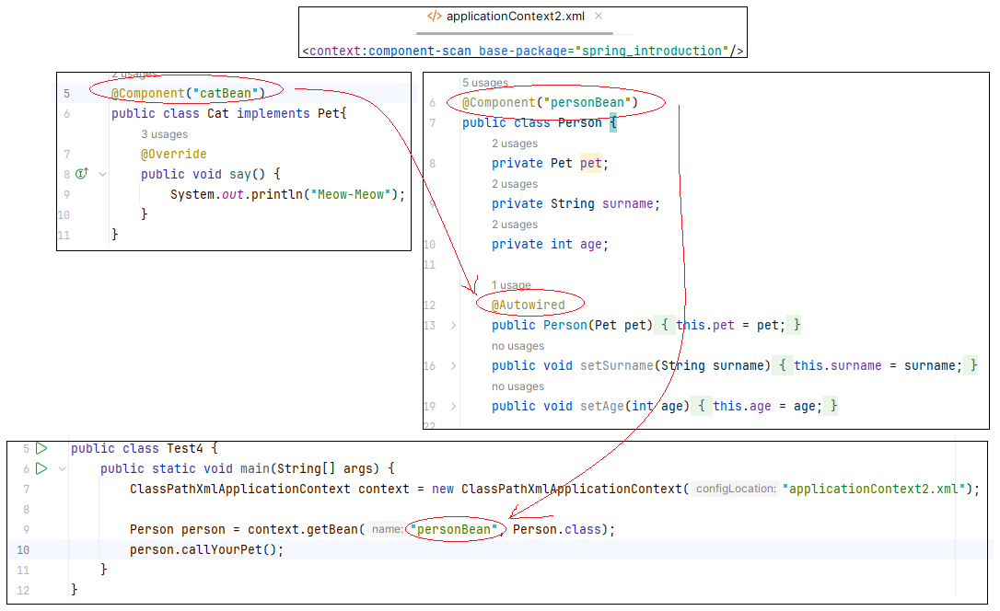 </> applicationContext2.xml ×
<context:component-scan base-package="spring_introduction"/>
2 usages
5 @Component("catBean")
6 public class Cat implements Pet{
3 usages
7 @Override
8 public void say() {
9 System.out.println("Meow-Meow");
10 }
11 }
5 usages
6 @Component("personBean")
7 public class Person {
2 usages
8 private Pet pet;
2 usages
9 private String surname;
2 usages
10 private int age;
11
1 usage
12 @Autowired
13 public Person(Pet pet) { this.pet = pet; }
no usages
16 public void setSurname(String surname) { this.surname = surname; }
no usages
19 public void setAge(int age) { this.age = age; }
22
5 public class Test4 {
6 public static void main(String[] args) {
7 ClassPathXmlApplicationContext context = new ClassPathXmlApplicationContext( configLocation: "applicationContext2.xml");
8
9 Person person = context.getBean( name: "personBean", Person.class);
10 person.callYourPet();
11 }
12 }